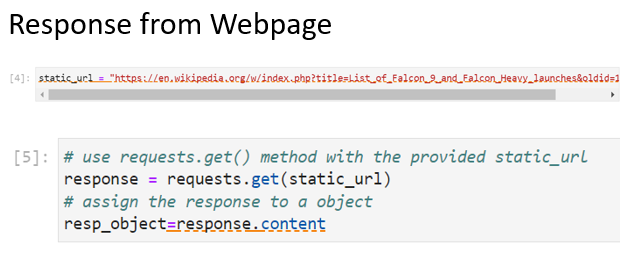 Response from Webpage
[4]: static_url = "https://en.wikipedia.org/w/index.php?title=List_of_Falcon_9_and_Falcon_Heavy_launches&oldid=1
[5]: # use requests.get() method with the provided static_url
response = requests.get(static_url)
# assign the response to a object
resp_object=response.content